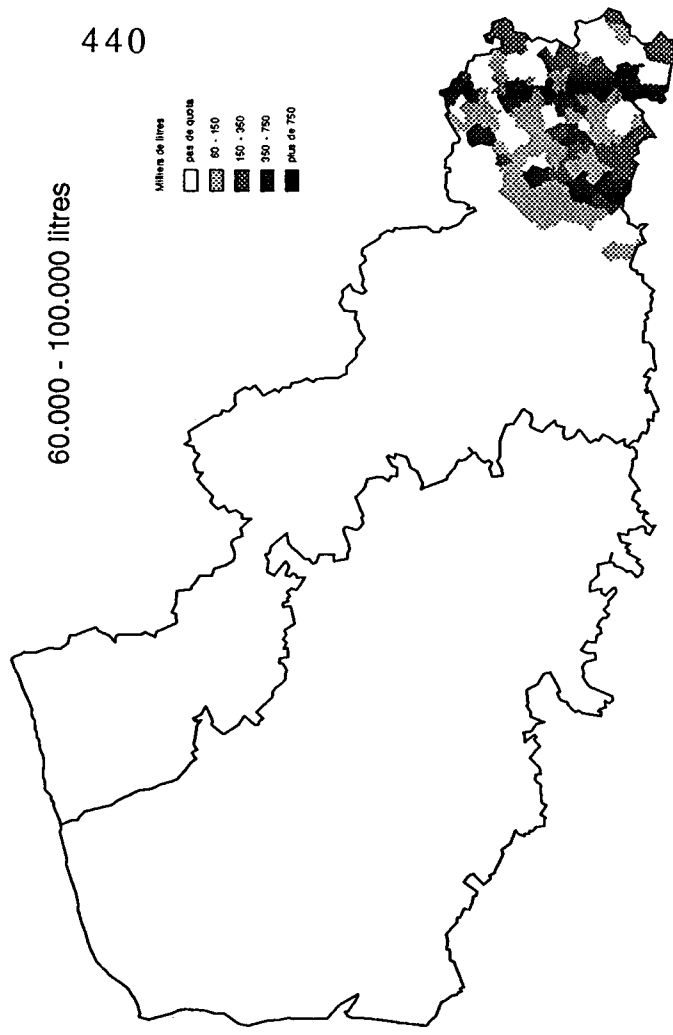 440
60.000 - 100.000 litres
Milliers de litres
pas de quota
60 - 150
150 - 350
350 - 750
plus de 750